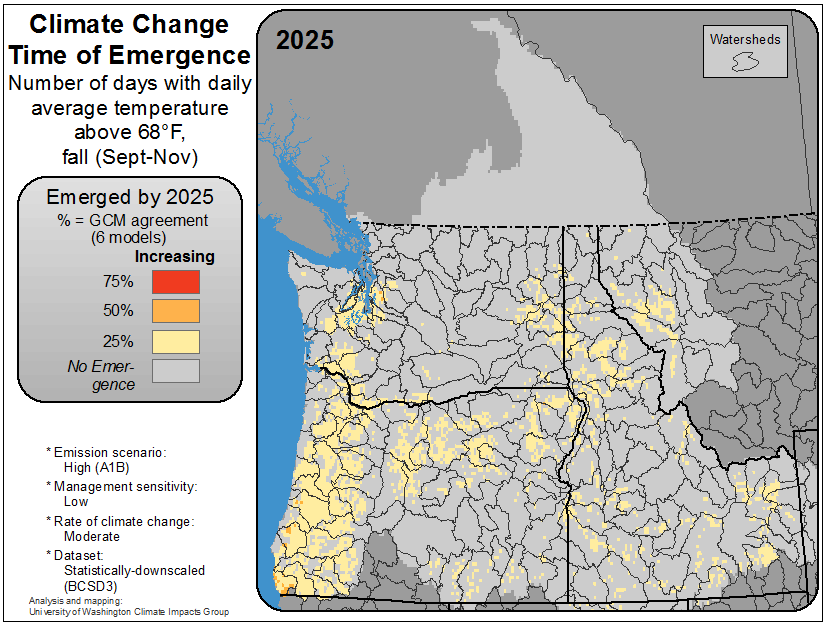 Climate Change
Time of Emergence
Number of days with daily
average temperature
above 68°F,
fall (Sept-Nov)
Emerged by 2025
% = GCM agreement
(6 models)
Increasing
75%
50%
25%
No Emer-
gence
* Emission scenario:
High (A1B)
* Management sensitivity:
Low
* Rate of climate change:
Moderate
* Dataset:
Statistically-downscaled
(BCSD3)
Analysis and mapping:
University of Washington Climate Impacts Group
2025
Watersheds